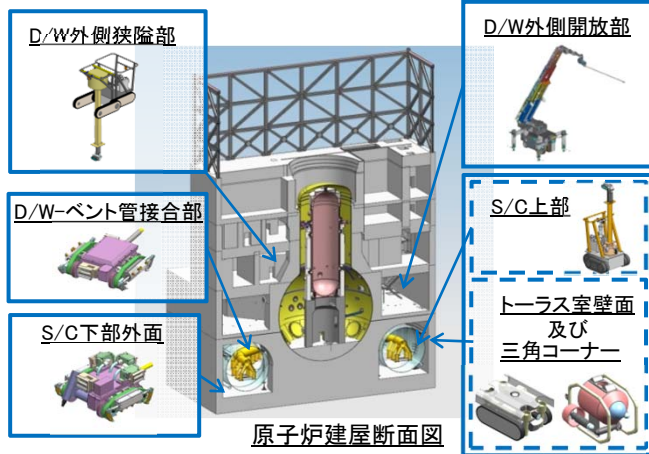 D/W外側狭隘部
D/W-ベント管接合部
S/C下部外面
D/W外側開放部
S/C上部
トーラス室壁面
及び
三角コーナー
原子炉建屋断面図